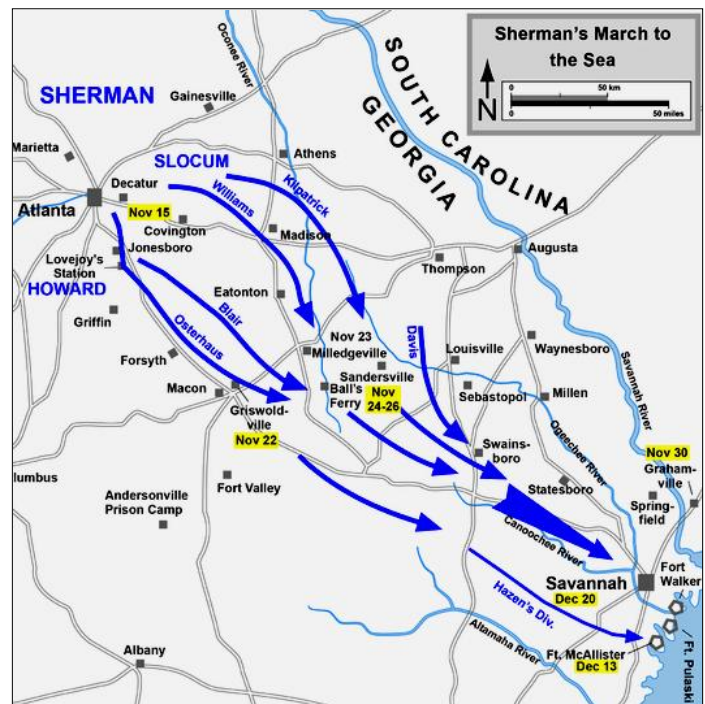 Sherman's March to
the Sea
N
0 50 km
0 50 miles
SOUTH CAROLINA
GEORGIA
SHERMAN
Oconee River
Gainesville
Marietta
SLOCUM
Athens
Decatur
Williams
Kilpatrick
Atlanta
Nov 15
Covington
Madison
Jonesboro
Lovejoy's
Station
Augusta
Thompson
HOWARD
Eatonton
Blair
Griffin
Osterhaus
Nov 23
Milledgeville
Davis
Forsyth
Louisville
Waynesboro
Savannah River
Sandersville
Macon
Ball's
Ferry
Nov
24-26
Sebastopol
Millen
Griswold-
ville
Nov 22
Ogeechee River
Swains-
boro
Nov 30
Graham-
ville
lumbus
Fort Valley
Statesboro
Spring-
field
Andersonville
Prison Camp
Canoochee River
Savannah
Dec 20
Fort
Walker
Hazen's Div.
Altamaha River
Ft. McAllister
Dec 13
Ft. Pulaski
Albany